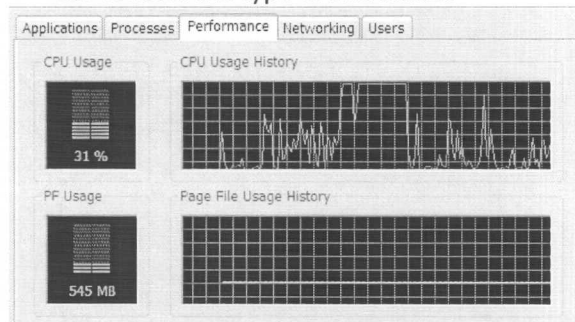 Applications Processes Performance Networking Users
CPU Usage CPU Usage History
31 %
PF Usage Page File Usage History
545 MB